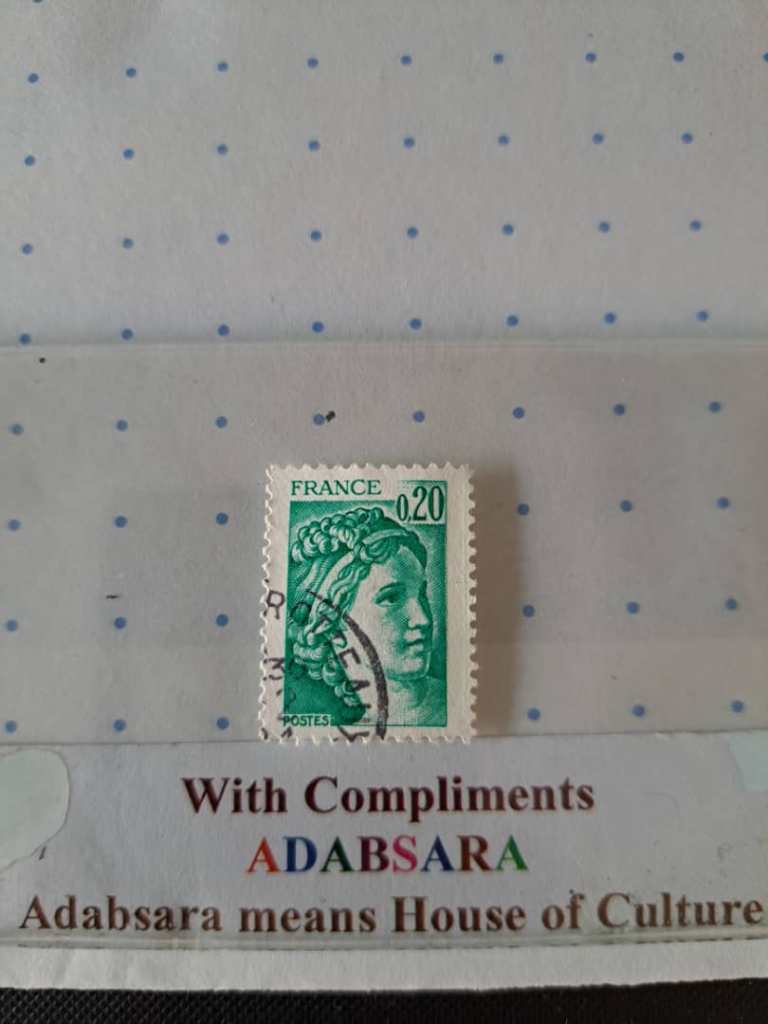 FRANCE
0,20
POSTES
With Compliments
ADABSARA
Adabsara means House of Culture